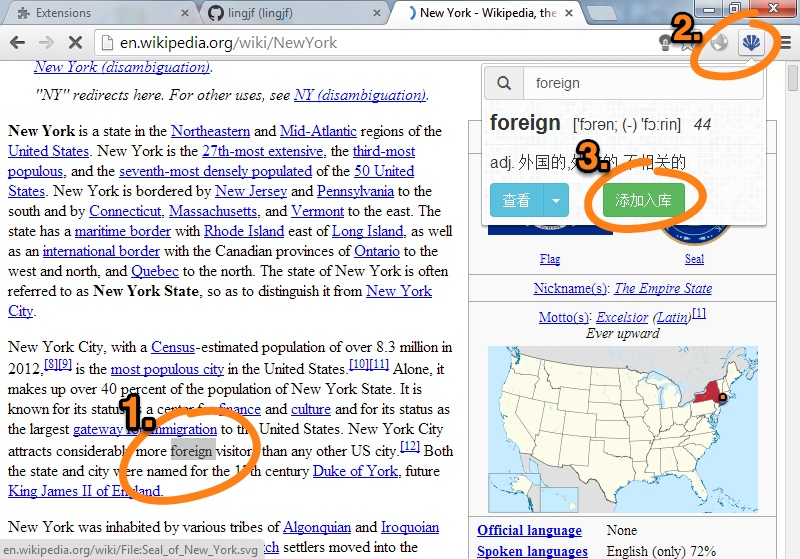 Extensions
lingjf (lingjf)
New York - Wikipedia, the
en.wikipedia.org/wiki/NewYork
2.
New York (disambiguation).
"NY" redirects here. For other uses, see NY (disambiguation).
New York is a state in the Northeastern and Mid-Atlantic regions of the
United States. New York is the 27th-most extensive, the third-most
populous, and the seventh-most densely populated of the 50 United
States. New York is bordered by New Jersey and Pennsylvania to the
south and by Connecticut, Massachusetts, and Vermont to the east. The
state has a maritime border with Rhode Island east of Long Island, as well
as an international border with the Canadian provinces of Ontario to the
west and north, and Quebec to the north. The state of New York is often
referred to as New York State, so as to distinguish it from New York
City.
New York City, with a Census-estimated population of over 8.3 million in
2012,[8][9] is the most populous city in the United States.[10][11] Alone, it
makes up over 40 percent of the population of New York State. It is
known for its status as a center for finance and culture and for its status as
the largest gateway for immigration to the United States. New York City
attracts considerably more foreign visitors than any other US city.[12] Both
the state and city were named for the 17th century Duke of York, future
King James II of England.
New York was inhabited by various tribes of Algonquian and Iroquoian
settlers moved into the
en.wikipedia.org/wiki/File:Seal_of_New_York.svg
1.
foreign
foreign ['fɔrən; (-) 'fɔ:rin] 44
3.
adj. 外国的,不相关的
查看
添加入库
Flag
Seal
Nickname(s): The Empire State
Motto(s): Excelsior (Latin)[1]
Ever upward
Official language None
Spoken languages English (only) 72%